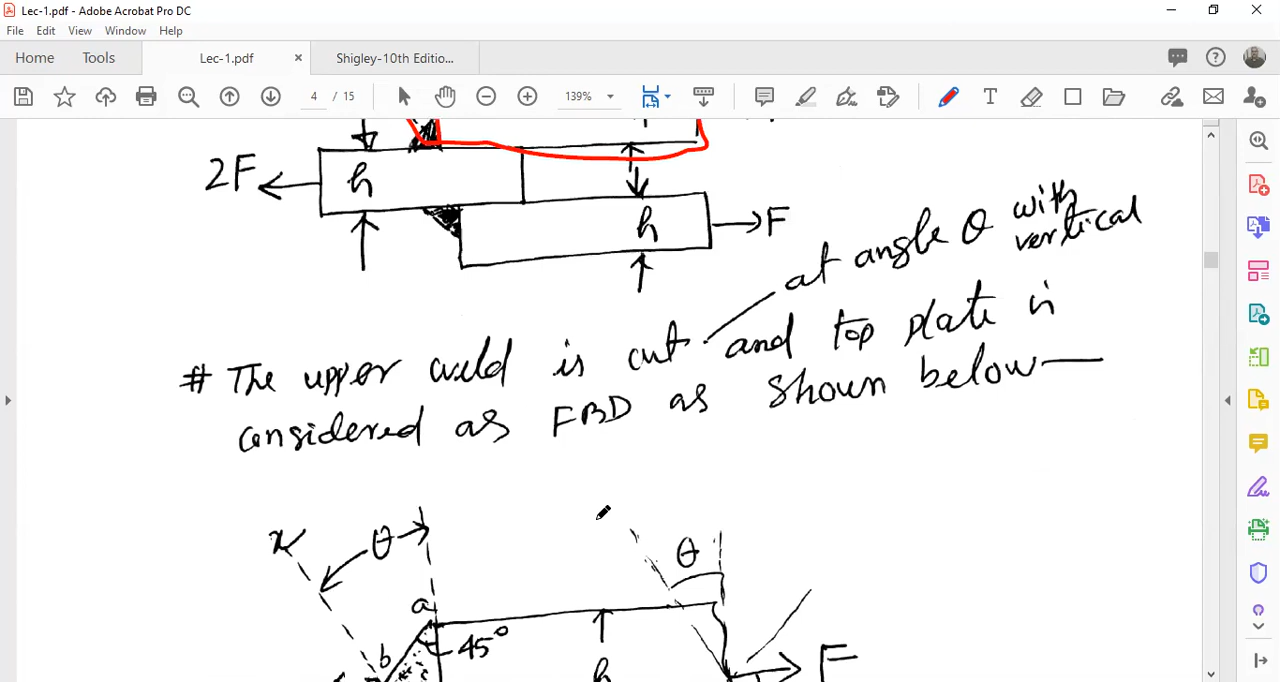 Lec-1.pdf - Adobe Acrobat Pro DC
File Edit View Window Help
Home Tools Lec-1.pdf × Shigley-10th Editio...
4 / 15 139%
2F h
h F
at angle θ with
vertical
# The upper weld is cut and top plate is
considered as FBD as shown below
x θ θ
a
45°
b h F